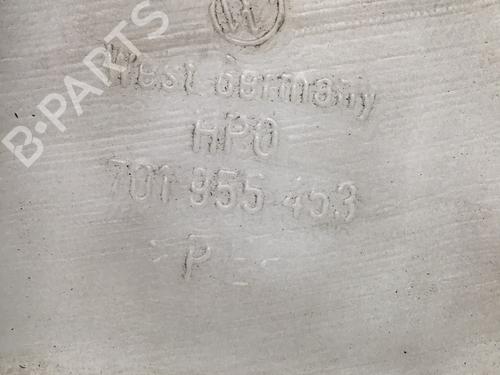 B-PARTS
West Germany
HPO
701 955 453
P